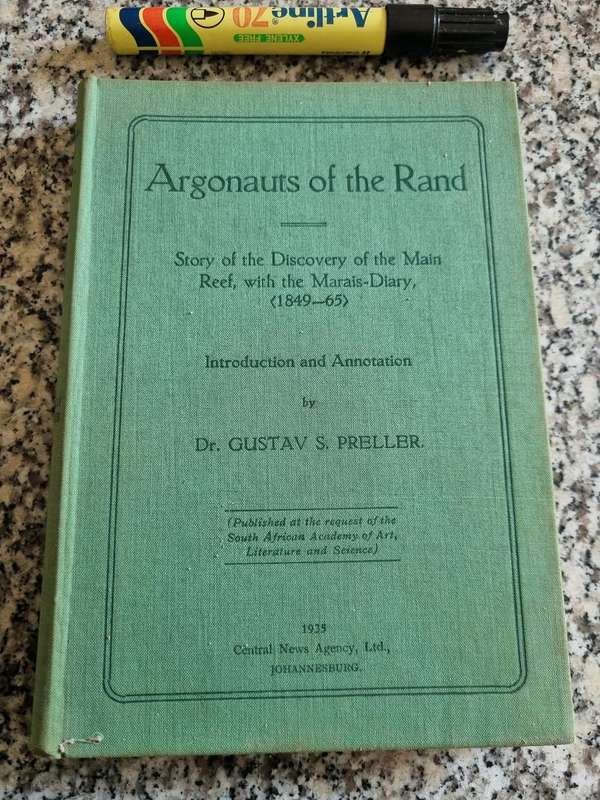 Artline 70
XYLENE FREE
Argonauts of the Rand
Story of the Discovery of the Main
Reef, with the Marais-Diary,
(1849—65)
Introduction and Annotation
by
Dr. GUSTAV S. PRELLER.
(Published at the request of the
South African Academy of Art,
Literature and Science)
1935
Central News Agency, Ltd.,
JOHANNESBURG.